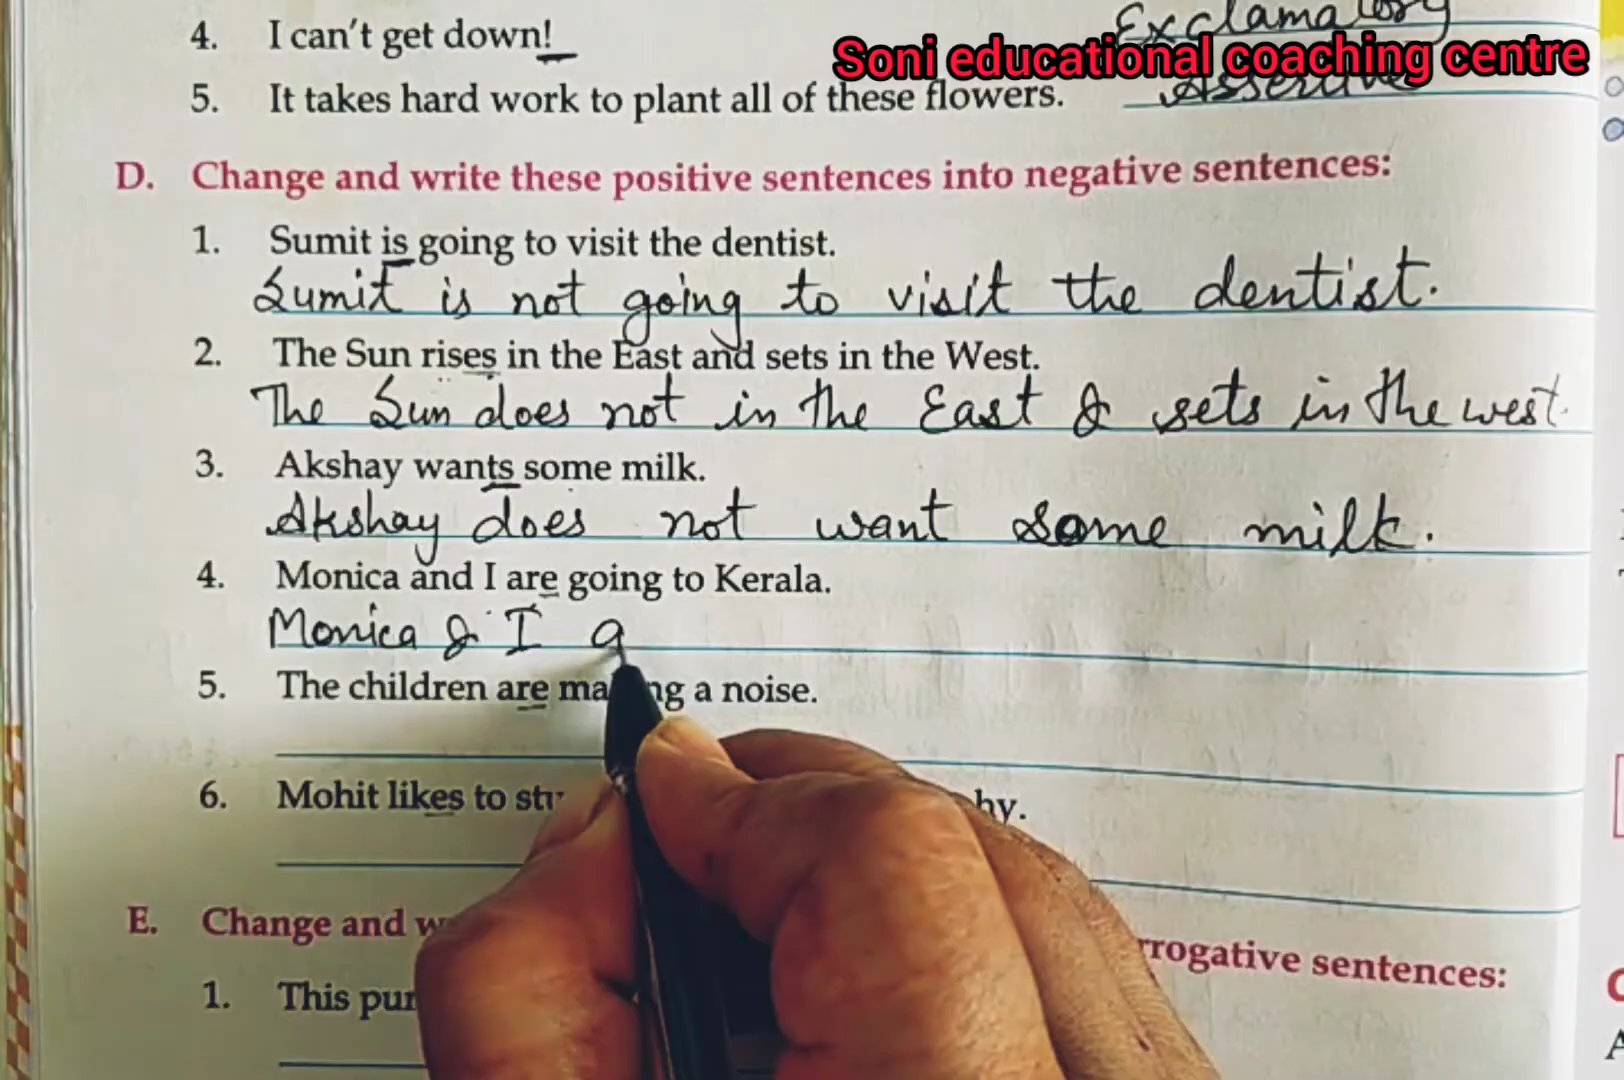 4. I can't get down! Exclamatory
Soni educational coaching centre
5. It takes hard work to plant all of these flowers. Assertive
D. Change and write these positive sentences into negative sentences:
1. Sumit is going to visit the dentist.
Sumit is not going to visit the dentist.
2. The Sun rises in the East and sets in the West.
The Sun does not in the East & sets in the west.
3. Akshay wants some milk.
Akshay does not want some milk.
4. Monica and I are going to Kerala.
Monica & I a
5. The children are ma ng a noise.
6. Mohit likes to stu hy.
E. Change and w rrogative sentences:
1. This pur